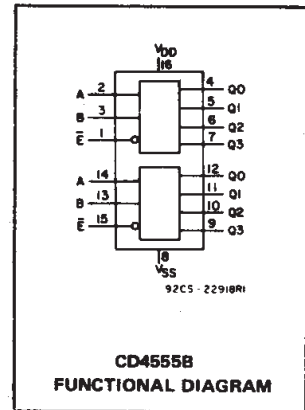 VDD
16
A 2 4 Q0
B 3 5 Q1
6 Q2
E̅ 1 7 Q3
A 14 12 Q0
B 13 11 Q1
10 Q2
E̅ 15 9 Q3
8
VSS
92CS-22918R1
CD4555B
FUNCTIONAL DIAGRAM